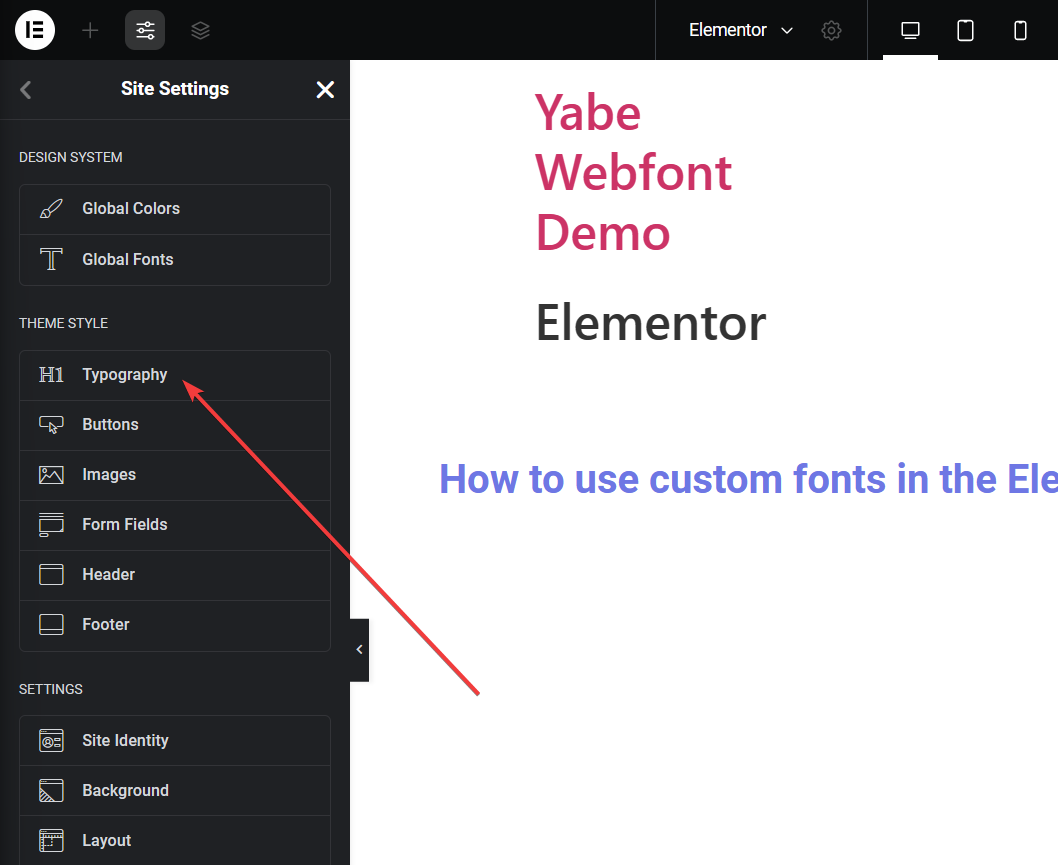 Elementor
Site Settings
DESIGN SYSTEM
Global Colors
Global Fonts
THEME STYLE
H1 Typography
Buttons
Images
Form Fields
Header
Footer
SETTINGS
Site Identity
Background
Layout
Yabe
Webfont
Demo
Elementor
How to use custom fonts in the Ele